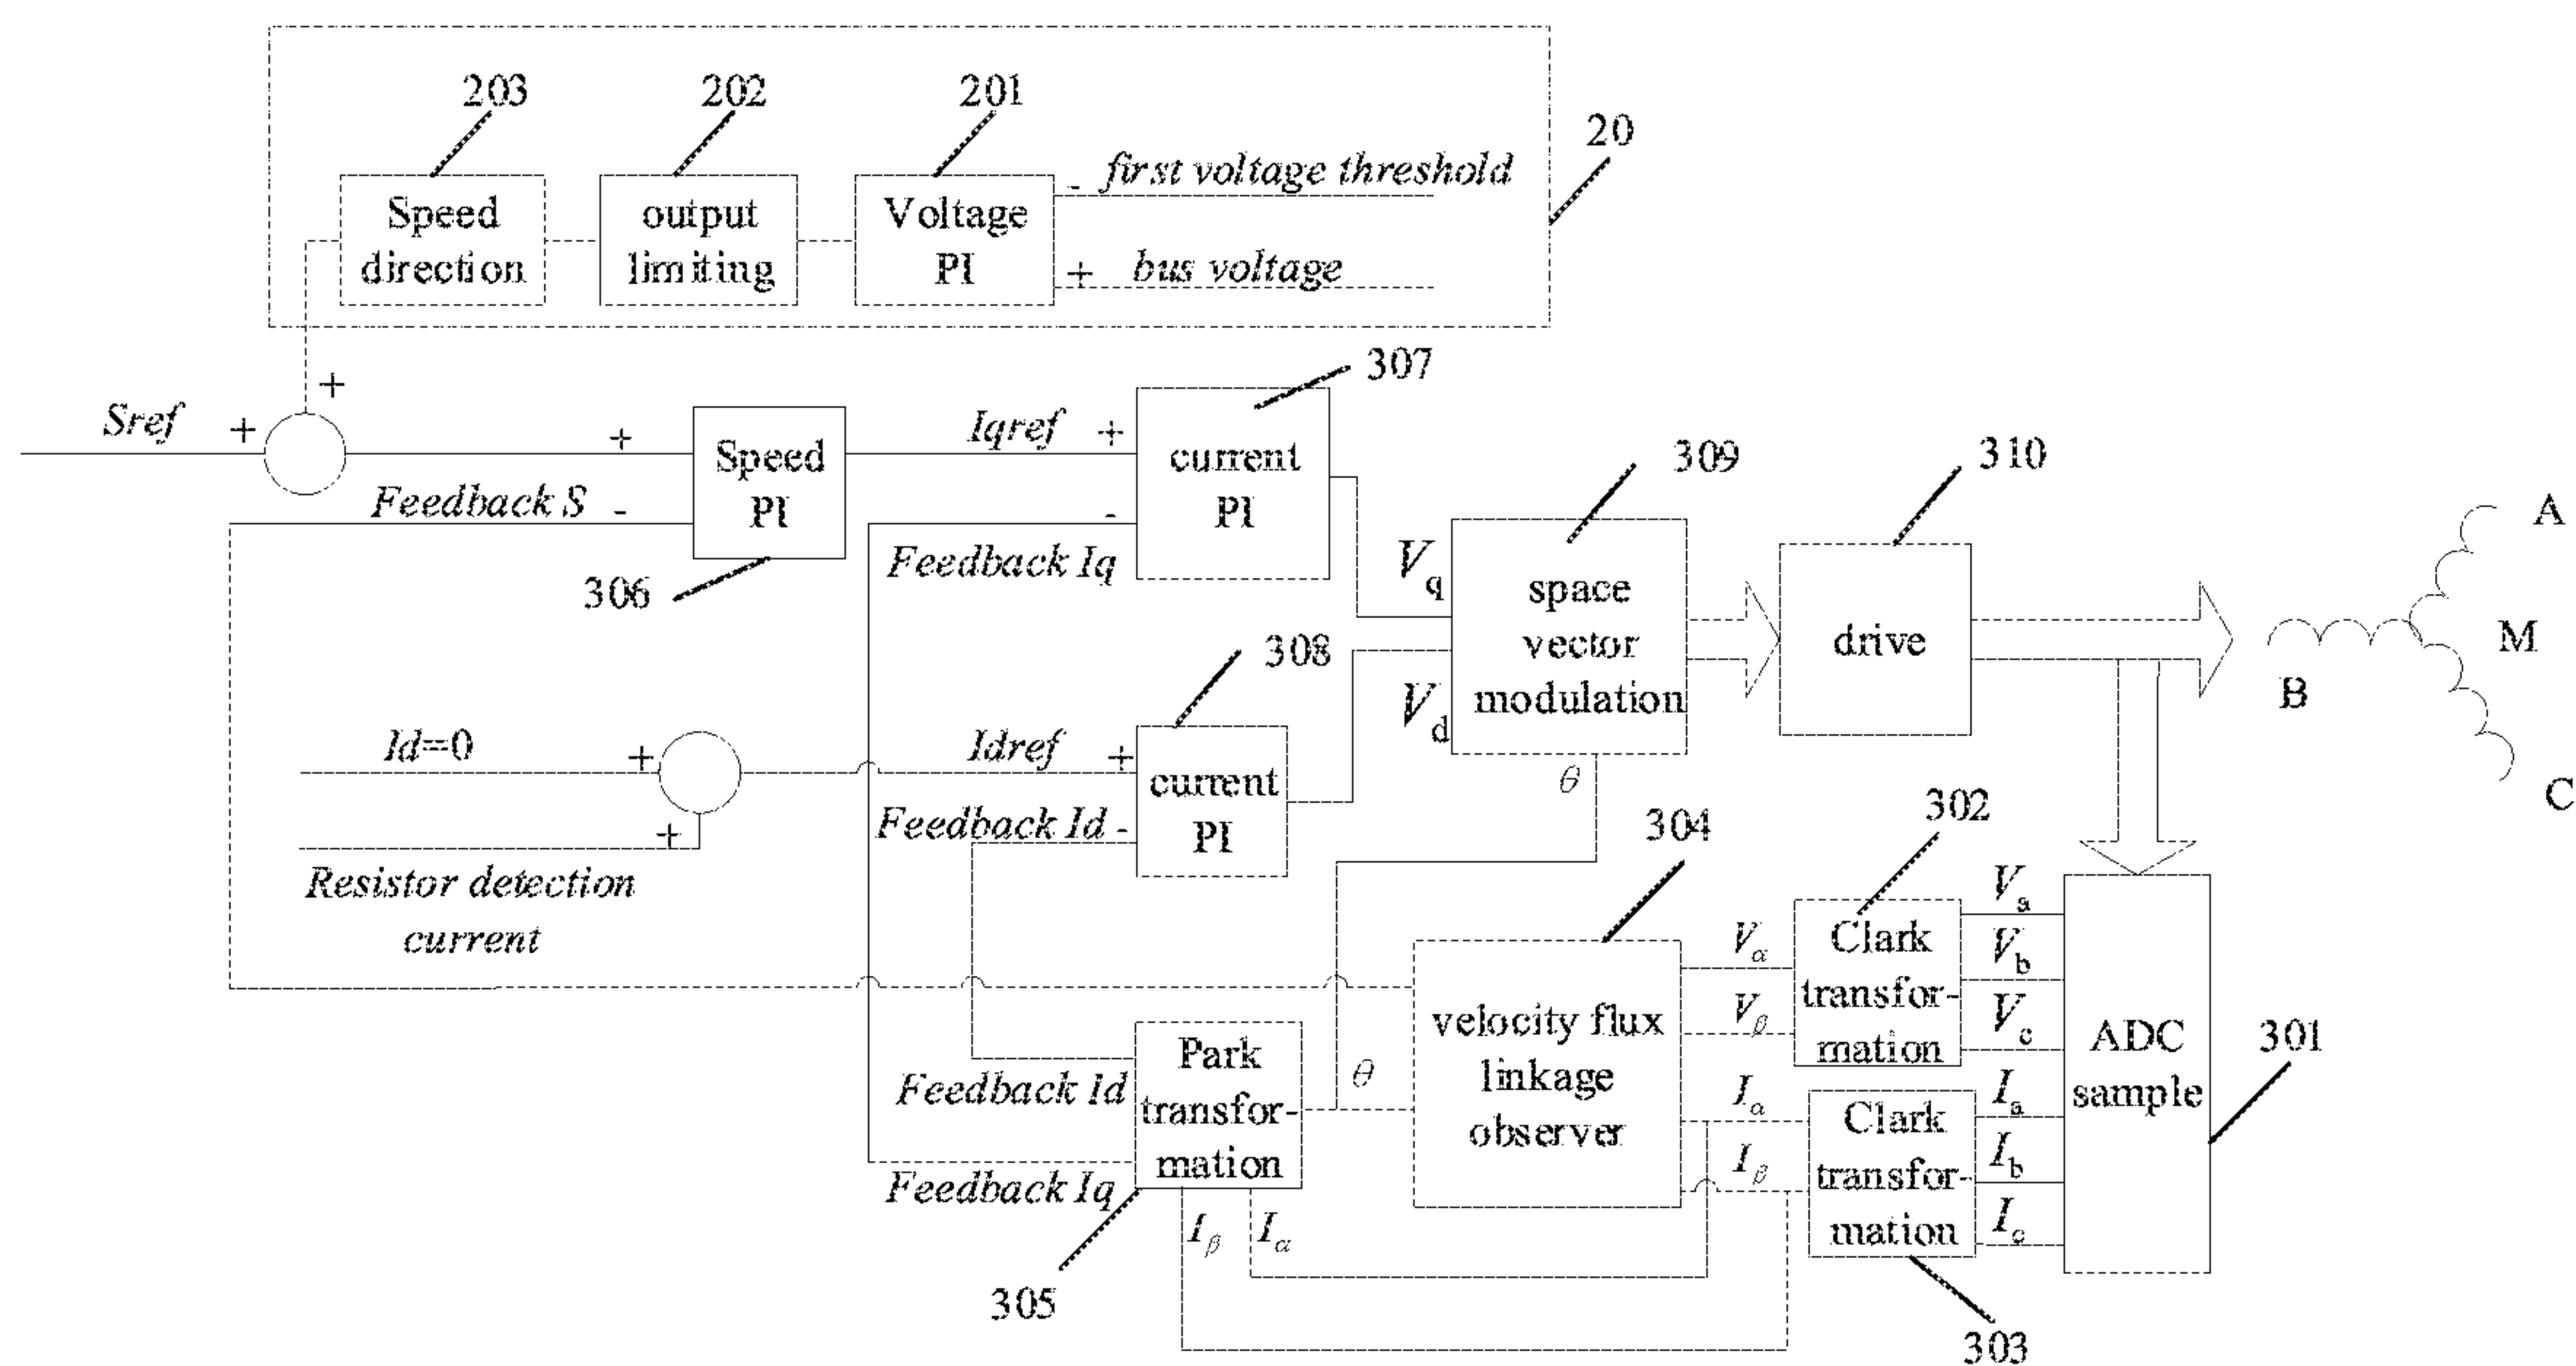 203
202
201
20
Speed
direction
output
limiting
Voltage
PI
- first voltage threshold
+ bus voltage
+
307
Sref
+
+
Speed
PI
Feedback S -
306
Iqref
+
-
current
PI
Feedback Iq
309
310
A
M
B
C
Vq
Vd
space
vector
modulation
drive
308
Id=0
+
+
Resistor detection
current
Idref
+
Feedback Id -
current
PI
θ
304
302
velocity flux
linkage
observer
Vα
Vβ
Iα
Iβ
Clark
transfor-
mation
Va
Vb
Vc
Ia
Ib
Ic
ADC
sample
301
Clark
transfor-
mation
303
θ
Park
transfor-
mation
Feedback Id
Feedback Iq
Iβ
Iα
305